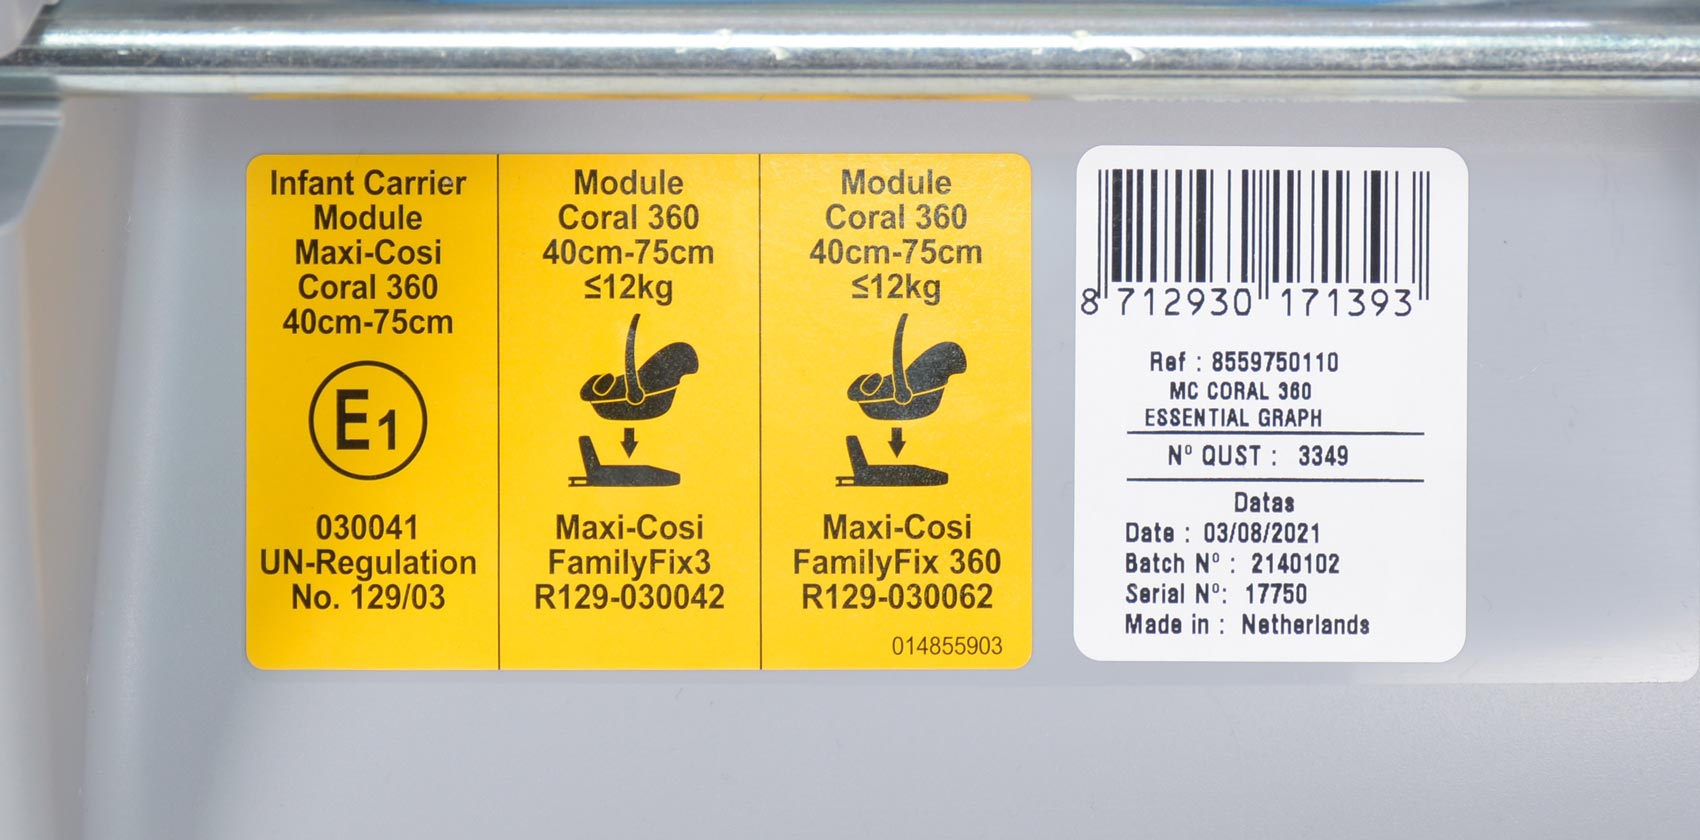 Infant Carrier
Module
Maxi-Cosi
Coral 360
40cm-75cm
E1
030041
UN-Regulation
No. 129/03
Module
Coral 360
40cm-75cm
≤12kg
Maxi-Cosi
FamilyFix3
R129-030042
Module
Coral 360
40cm-75cm
≤12kg
Maxi-Cosi
FamilyFix 360
R129-030062
014855903
8 712930 171393
Ref : 8559750110
MC CORAL 360
ESSENTIAL GRAPH
Nº QUST : 3349
Datas
Date : 03/08/2021
Batch Nº : 2140102
Serial Nº: 17750
Made in : Netherlands